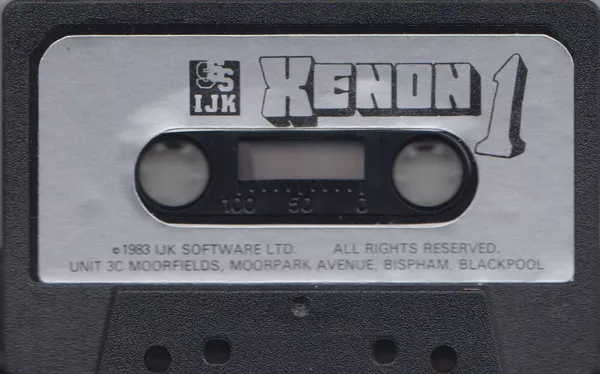 SSS
IJK
XENON 1
100 50 0
©1983 IJK SOFTWARE LTD. ALL RIGHTS RESERVED.
UNIT 3C MOORFIELDS, MOORPARK AVENUE, BISPHAM, BLACKPOOL